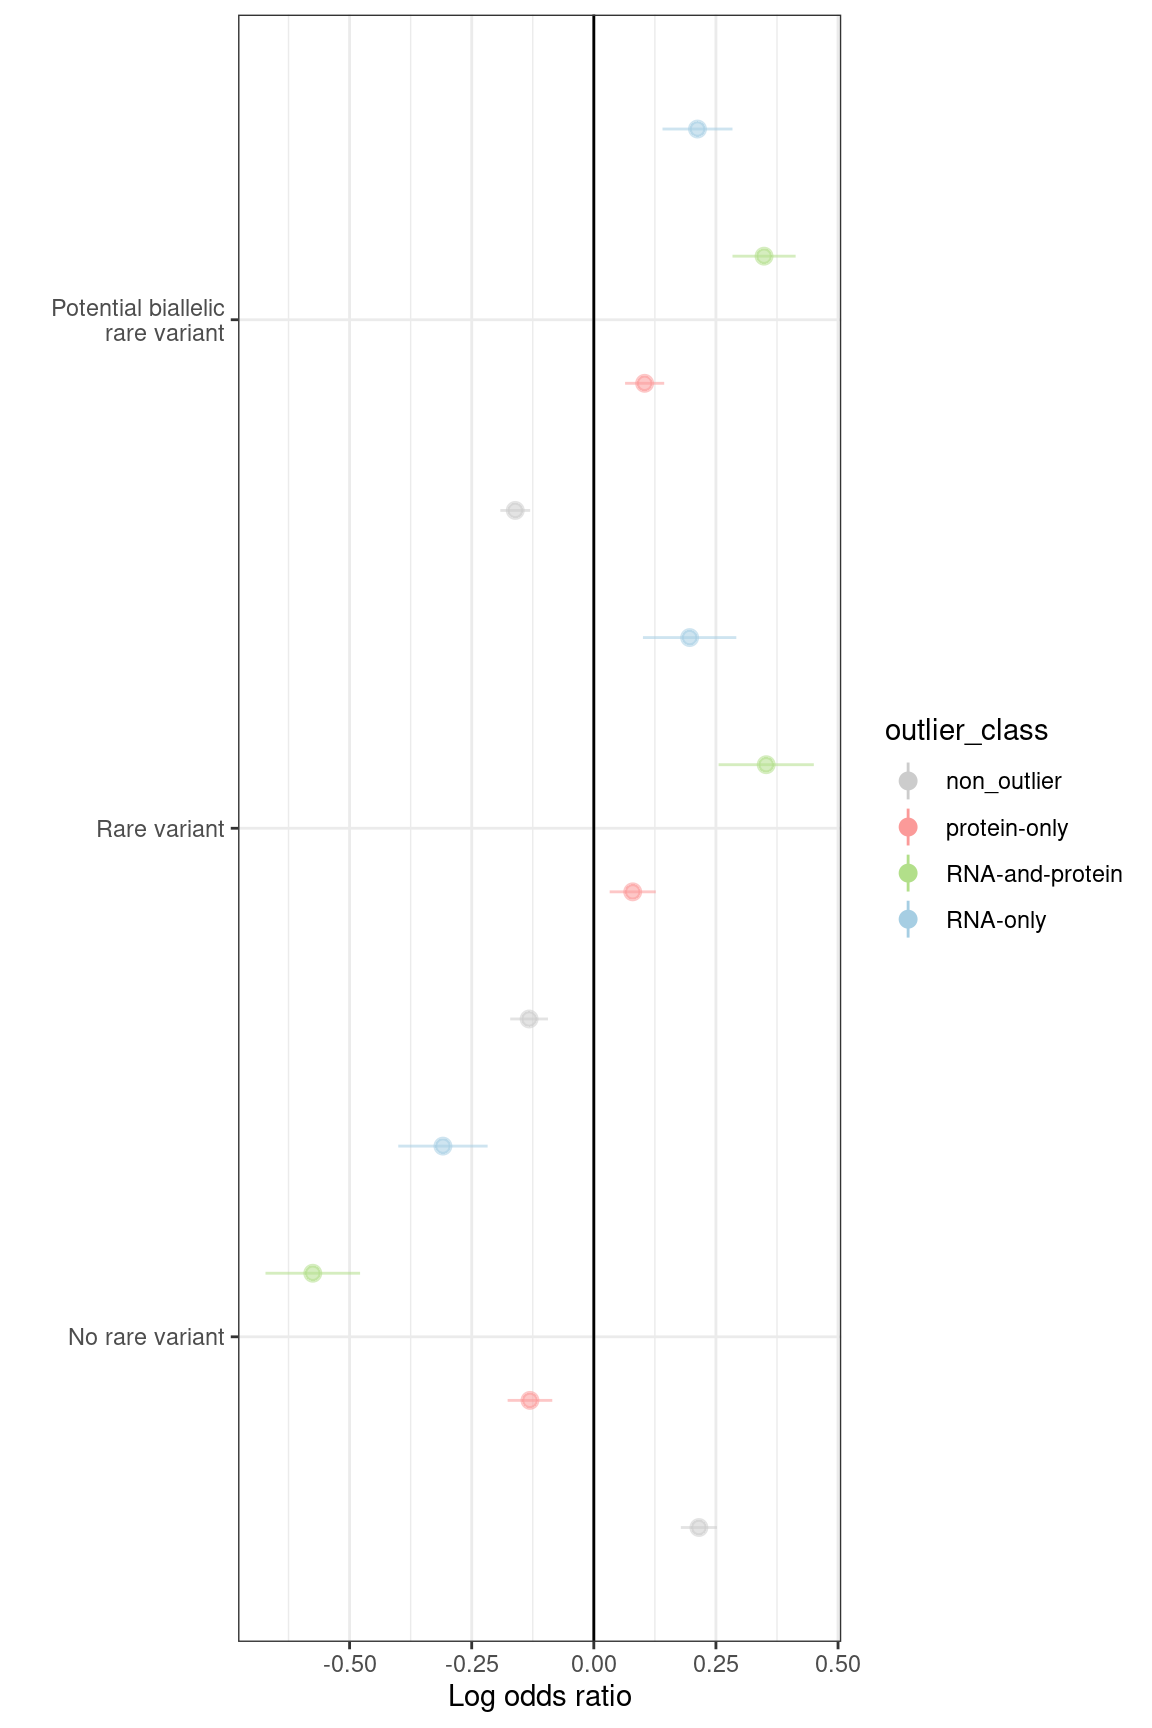 Potential biallelic
rare variant
Rare variant
No rare variant
-0.50
-0.25
0.00
0.25
0.50
Log odds ratio
outlier_class
non_outlier
protein-only
RNA-and-protein
RNA-only